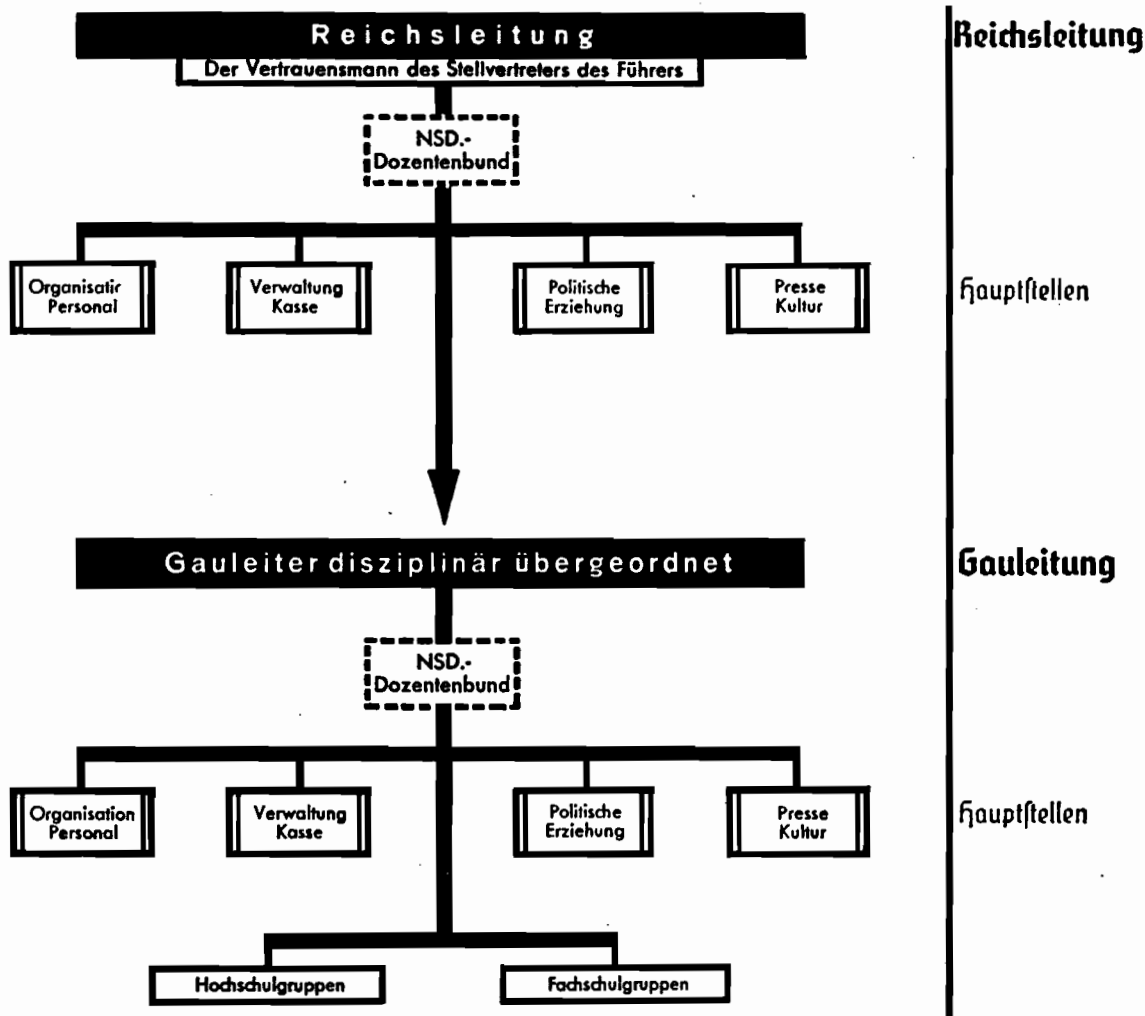 Reichsleitung
Reichsleitung
Der Vertrauensmann des Stellvertreters des Führers
NSD.-
Dozentenbund
Organisatir
Personal
Verwaltung
Kasse
Politische
Erziehung
Presse
Kultur
Hauptstellen
Gauleiter disziplinär übergeordnet
Gauleitung
NSD.-
Dozentenbund
Organisation
Personal
Verwaltung
Kasse
Politische
Erziehung
Presse
Kultur
Hauptstellen
Hochschulgruppen
Fachschulgruppen